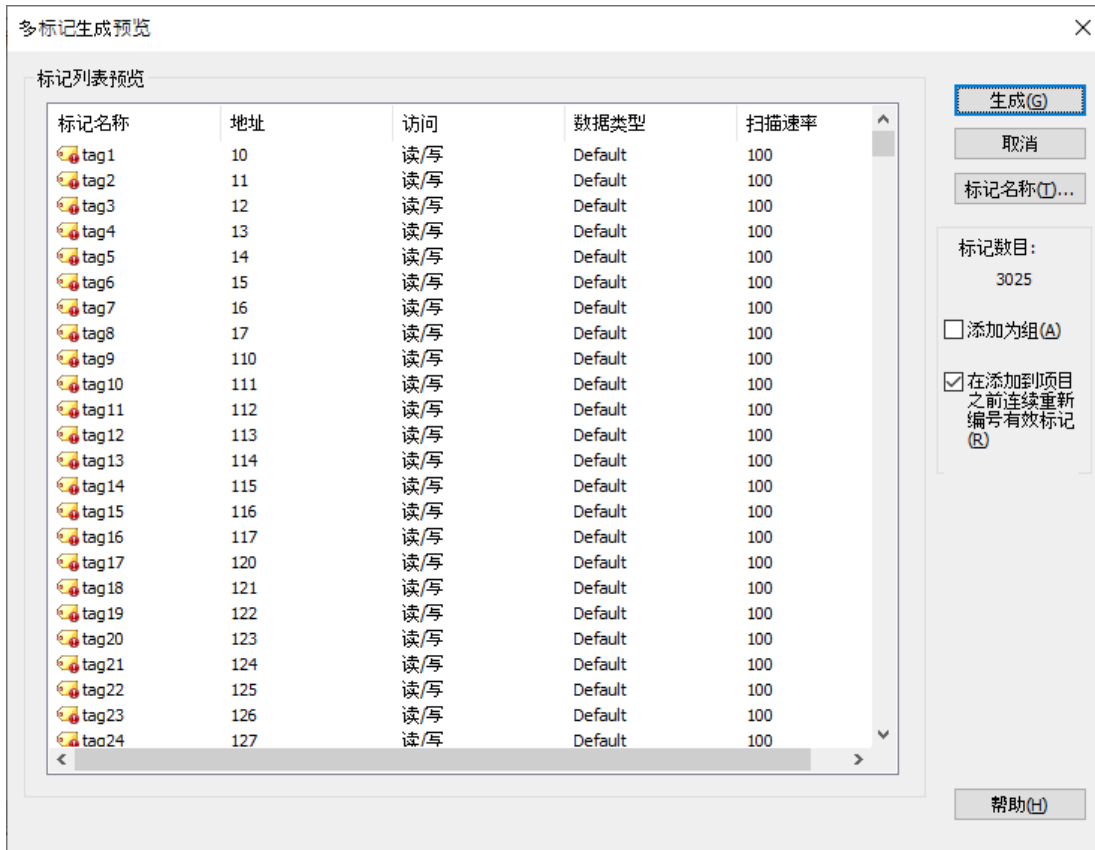 多标记生成预览
标记列表预览
标记名称 地址 访问 数据类型 扫描速率
tag1 10 读/写 Default 100
tag2 11 读/写 Default 100
tag3 12 读/写 Default 100
tag4 13 读/写 Default 100
tag5 14 读/写 Default 100
tag6 15 读/写 Default 100
tag7 16 读/写 Default 100
tag8 17 读/写 Default 100
tag9 110 读/写 Default 100
tag10 111 读/写 Default 100
tag11 112 读/写 Default 100
tag12 113 读/写 Default 100
tag13 114 读/写 Default 100
tag14 115 读/写 Default 100
tag15 116 读/写 Default 100
tag16 117 读/写 Default 100
tag17 120 读/写 Default 100
tag18 121 读/写 Default 100
tag19 122 读/写 Default 100
tag20 123 读/写 Default 100
tag21 124 读/写 Default 100
tag22 125 读/写 Default 100
tag23 126 读/写 Default 100
tag24 127 读/写 Default 100
生成(G)
取消
标记名称(T)...
标记数目:
3025
添加为组(A)
在添加到项目
之前连续重新
编号有效标记
(R)
帮助(H)